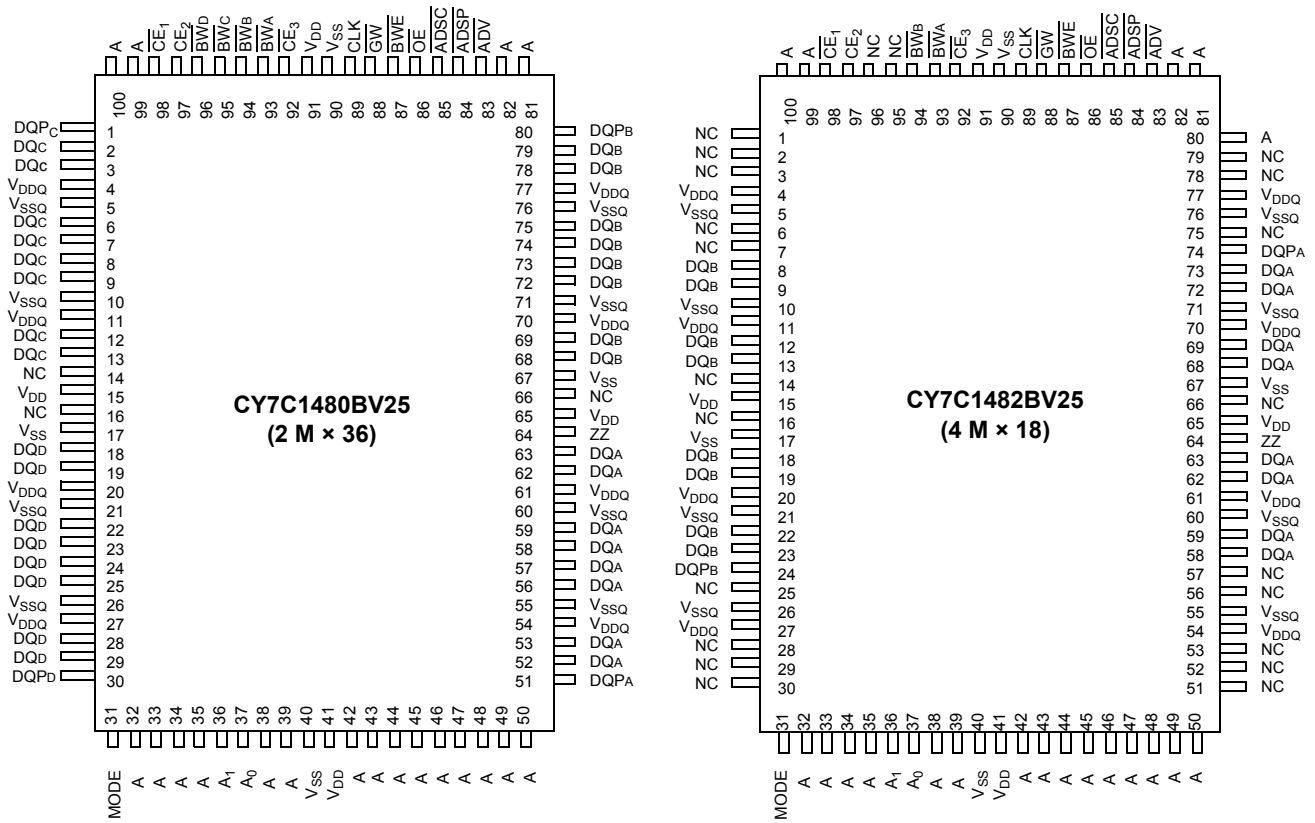 A A CE1 CE2 BWD BWC BWB BWA CE3 VDD VSS CLK GW BWE OE ADSC ADSP ADV A A
100 99 98 97 96 95 94 93 92 91 90 89 88 87 86 85 84 83 82 81
DQPC 1 80 DQPB
DQC 2 79 DQB
DQC 3 78 DQB
VDDQ 4 77 VDDQ
VSSQ 5 76 VSSQ
DQC 6 75 DQB
DQC 7 74 DQB
DQC 8 73 DQB
DQC 9 72 DQB
VSSQ 10 71 VSSQ
VDDQ 11 70 VDDQ
DQC 12 69 DQB
DQC 13 68 DQB
NC 14 67 VSS
VDD 15 66 NC
NC 16 65 VDD
VSS 17 64 ZZ
DQD 18 63 DQA
DQD 19 62 DQA
VDDQ 20 61 VDDQ
VSSQ 21 60 VSSQ
DQD 22 59 DQA
DQD 23 58 DQA
DQD 24 57 DQA
DQD 25 56 DQA
VSSQ 26 55 VSSQ
VDDQ 27 54 VDDQ
DQD 28 53 DQA
DQD 29 52 DQA
DQPD 30 51 DQPA
CY7C1480BV25
(2 M × 36)
31 32 33 34 35 36 37 38 39 40 41 42 43 44 45 46 47 48 49 50
MODE A A A A A1 A0 A A VSS VDD A A A A A A A A A
A A CE1 CE2 NC NC BWB BWA CE3 VDD VSS CLK GW BWE OE ADSC ADSP ADV A A
100 99 98 97 96 95 94 93 92 91 90 89 88 87 86 85 84 83 82 81
NC 1 80 A
NC 2 79 NC
NC 3 78 NC
VDDQ 4 77 VDDQ
VSSQ 5 76 VSSQ
NC 6 75 NC
NC 7 74 DQPA
DQB 8 73 DQA
DQB 9 72 DQA
VSSQ 10 71 VSSQ
VDDQ 11 70 VDDQ
DQB 12 69 DQA
DQB 13 68 DQA
NC 14 67 VSS
VDD 15 66 NC
NC 16 65 VDD
VSS 17 64 ZZ
DQB 18 63 DQA
DQB 19 62 DQA
VDDQ 20 61 VDDQ
VSSQ 21 60 VSSQ
DQB 22 59 DQA
DQB 23 58 DQA
DQPB 24 57 NC
NC 25 56 NC
VSSQ 26 55 VSSQ
VDDQ 27 54 VDDQ
NC 28 53 NC
NC 29 52 NC
NC 30 51 NC
CY7C1482BV25
(4 M × 18)
31 32 33 34 35 36 37 38 39 40 41 42 43 44 45 46 47 48 49 50
MODE A A A A A1 A0 A A VSS VDD A A A A A A A A A